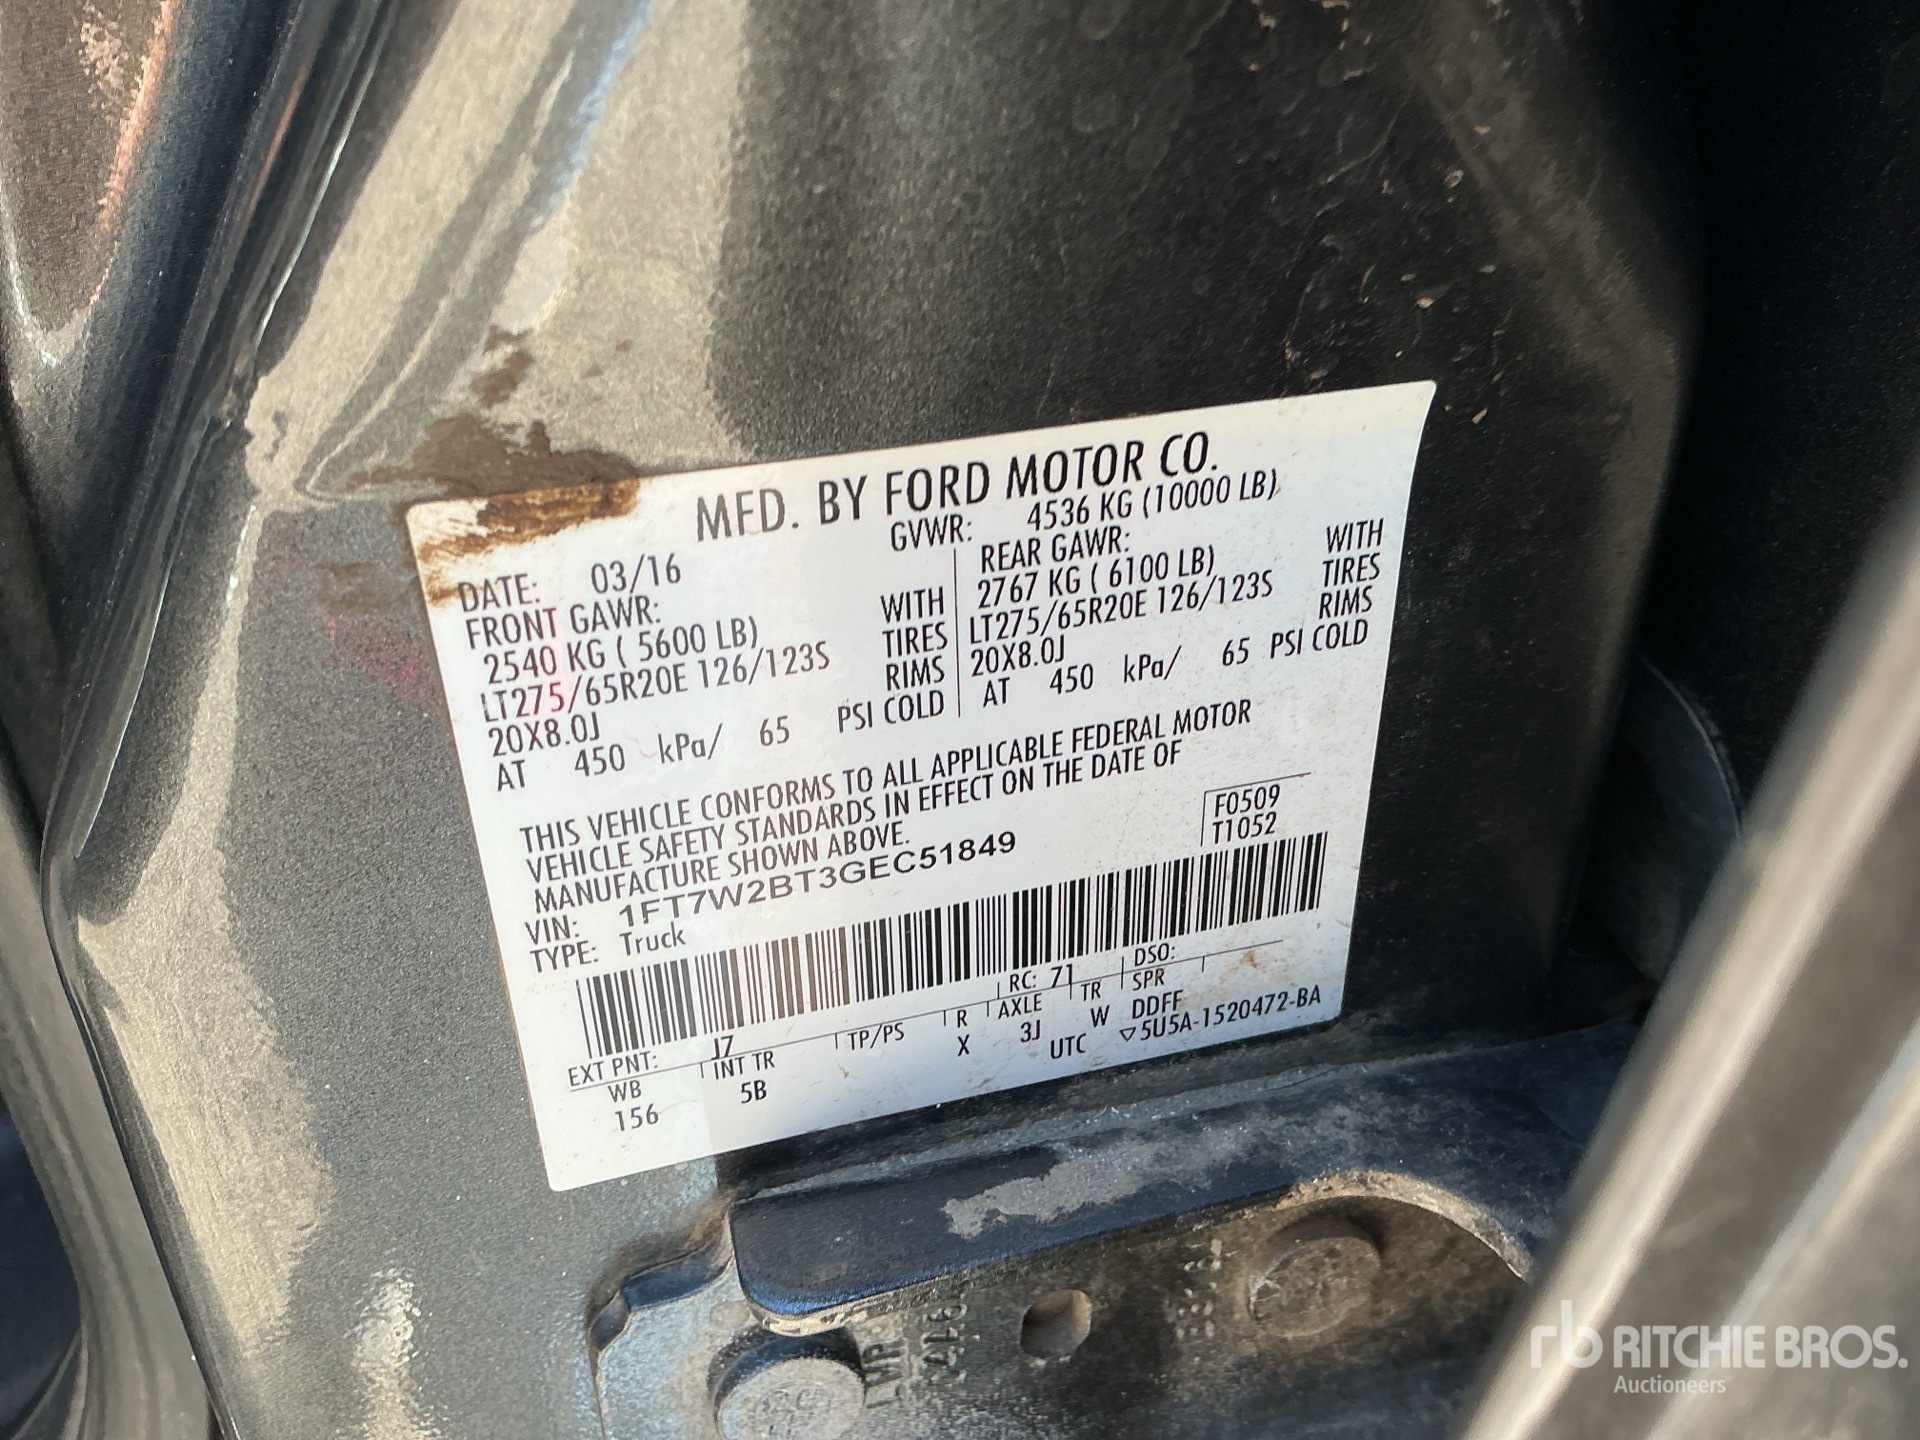 MFD. BY FORD MOTOR CO.
GVWR: 4536 KG (10000 LB)
DATE: 03/16
FRONT GAWR:
2540 KG ( 5600 LB) WITH
LT275/65R20E 126/123S TIRES
20X8.0J RIMS
AT 450 kPa/ 65 PSI COLD
REAR GAWR:
2767 KG ( 6100 LB) WITH
LT275/65R20E 126/123S TIRES
20X8.0J RIMS
AT 450 kPa/ 65 PSI COLD
THIS VEHICLE CONFORMS TO ALL APPLICABLE FEDERAL MOTOR
VEHICLE SAFETY STANDARDS IN EFFECT ON THE DATE OF
MANUFACTURE SHOWN ABOVE.
F0509
T1052
VIN: 1FT7W2BT3GEC51849
TYPE: Truck
EXT PNT: J7 RC: 71 DSO:
WB INT TR TP/PS R AXLE TR SPR
156 5B X 3J W DDFF
UTC ▽5U5A-1520472-BA
rb RITCHIE BROS.
Auctioneers